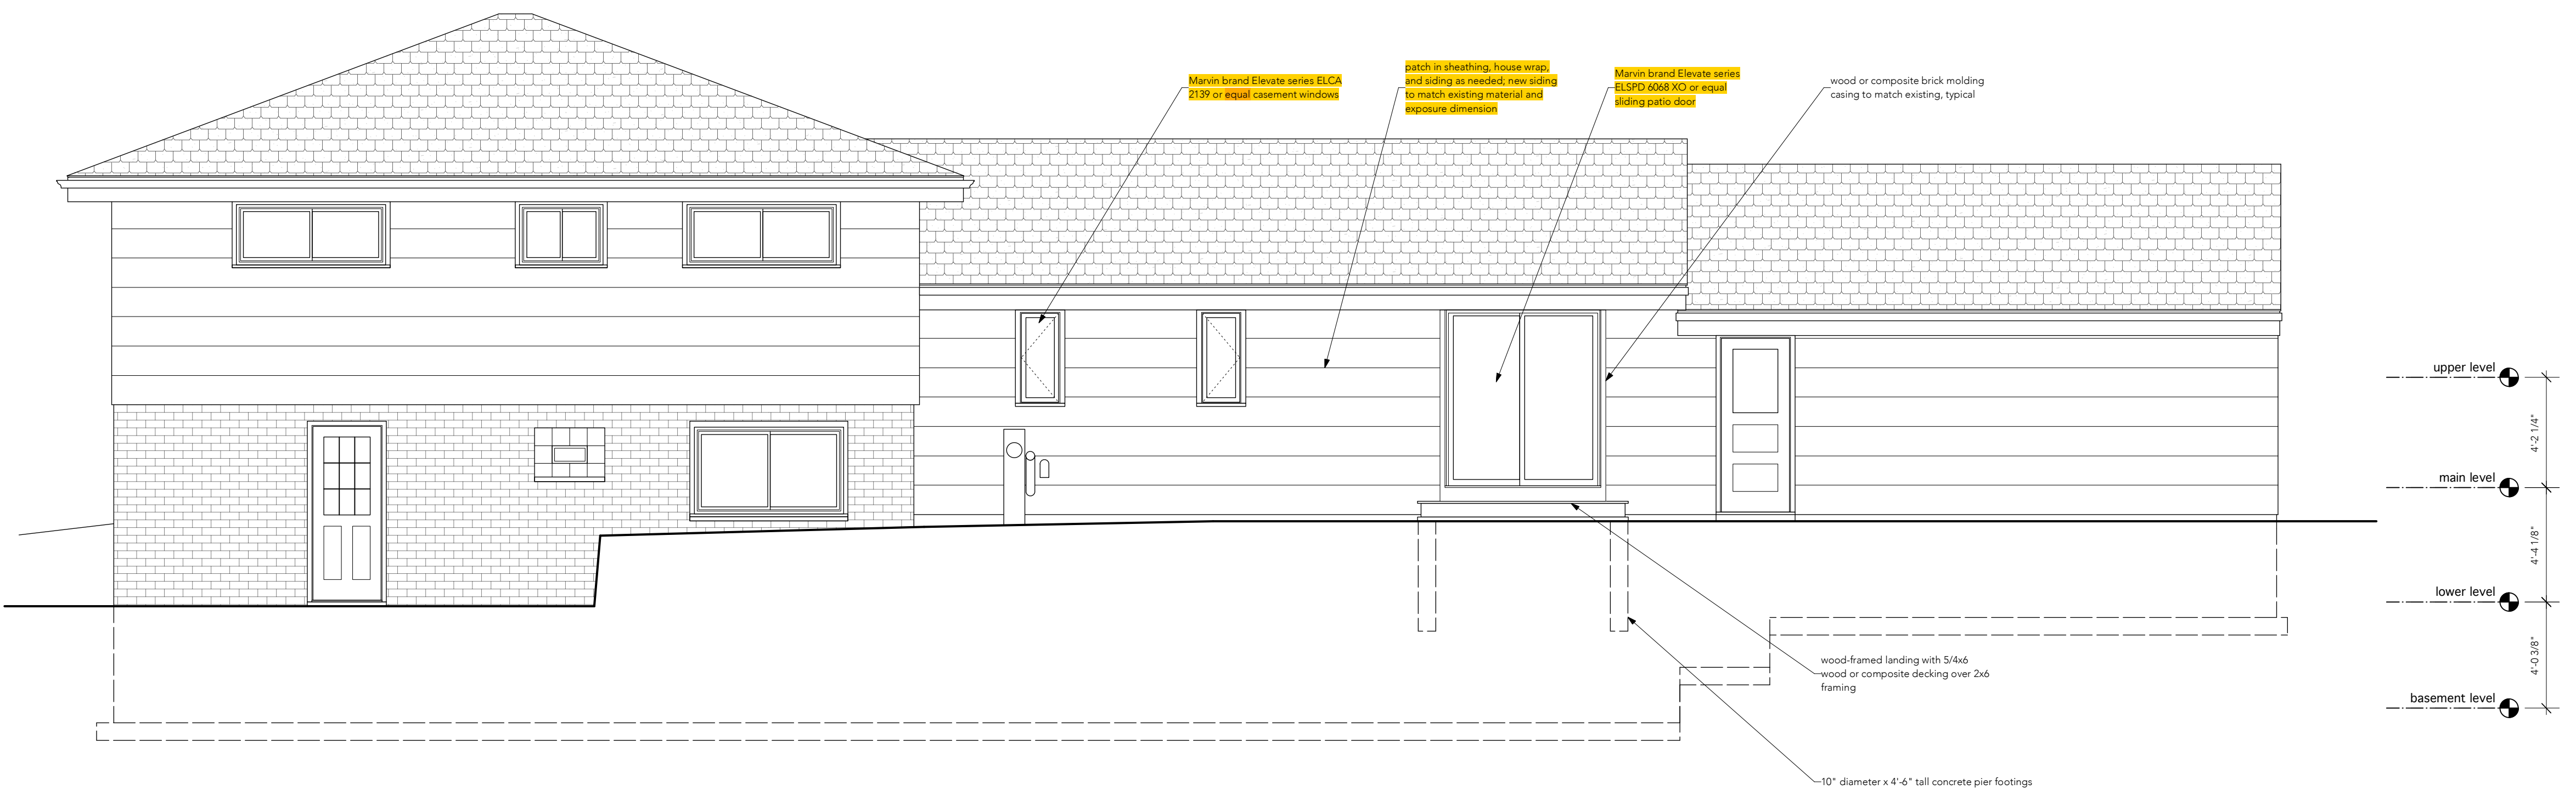 Marvin brand Elevate series ELCA
2139 or equal casement windows
patch in sheathing, house wrap,
and siding as needed; new siding
to match existing material and
exposure dimension
Marvin brand Elevate series
ELSPD 6068 XO or equal
sliding patio door
wood or composite brick molding
casing to match existing, typical
upper level
4'-2 1/4"
main level
4'-4 1/8"
lower level
4'-0 3/8"
basement level
wood-framed landing with 5/4x6
wood or composite decking over 2x6
framing
10" diameter x 4'-6" tall concrete pier footings